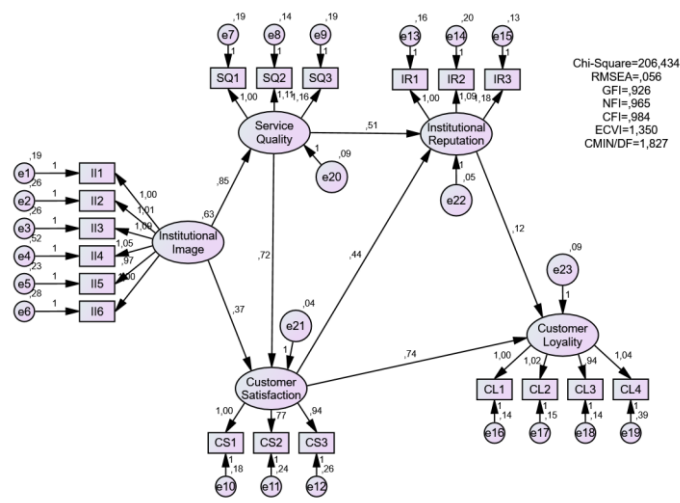 ,19
,14
,19
e7
e8
e9
1
1
1
SQ1
SQ2
SQ3
1,00
1,11
1,16
Service
Quality
,16
,20
,13
e13
e14
e15
1
1
1
IR1
IR2
IR3
1,00
1,09
1,18
Institutional
Reputation
Chi-Square=206,434
RMSEA=,056
GFI=,926
NFI=,965
CFI=,984
ECVI=1,350
CMIN/DF=1,827
,51
1
,09
e20
1
,05
e22
,19
e1
1
II1
,26
e2
1
II2
,26
e3
1
II3
,52
e4
1
II4
,23
e5
1
II5
,28
e6
1
II6
1,00
1,01
1,09
1,05
,97
1,00
,63
Institutional
Image
,85
,37
,72
,44
,12
,74
,04
e21
1
Customer
Satisfaction
,09
e23
1
Customer
Loyality
1,00
,77
,94
CS1
CS2
CS3
1
1
1
,18
,24
,26
e10
e11
e12
1,00
1,02
,94
1,04
CL1
CL2
CL3
CL4
1
1
1
1
,14
,15
,14
,39
e16
e17
e18
e19